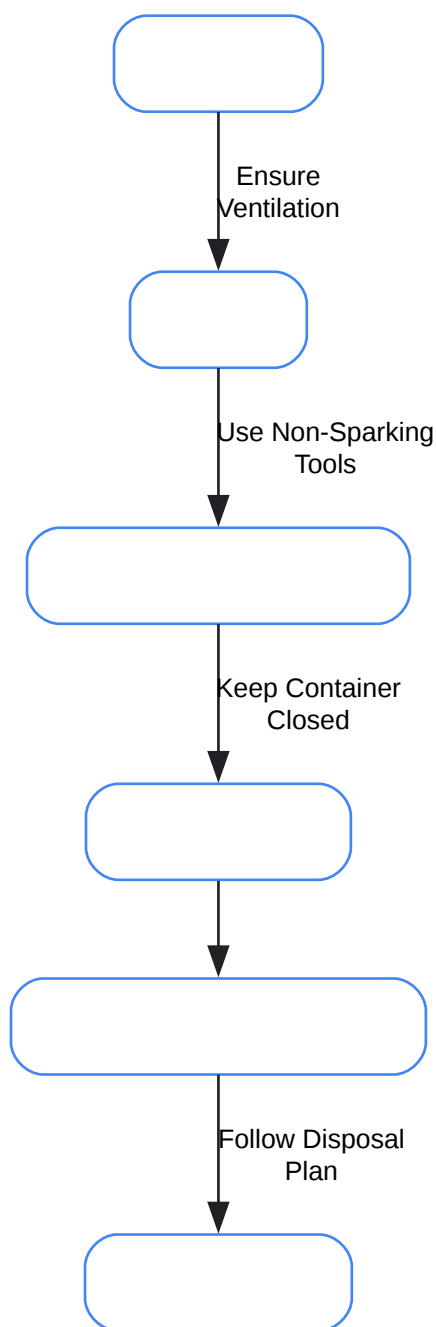 Ensure
Ventilation
Use Non-Sparking
Tools
Keep Container
Closed
Follow Disposal
Plan